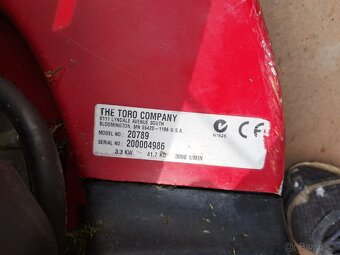 THE TORO COMPANY
8111 LYNDALE AVENUE SOUTH
BLOOMINGTON, MN 55420-1196 U.S.A.
MODEL NO. 20789
SERIAL NO. 200004986
3.3 KW 41,7 KG 3000 1/MIN
N1625
CE